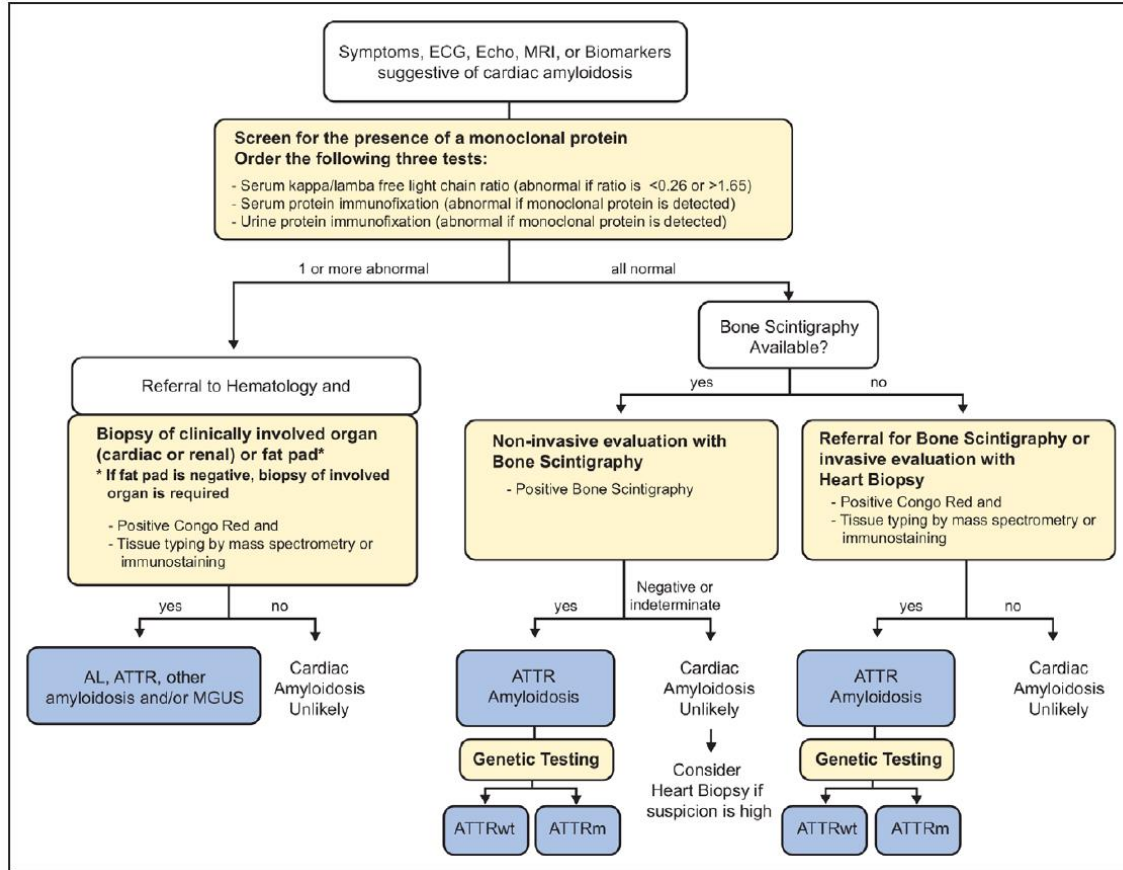 Symptoms, ECG, Echo, MRI, or Biomarkers
suggestive of cardiac amyloidosis
Screen for the presence of a monoclonal protein
Order the following three tests:
- Serum kappa/lamba free light chain ratio (abnormal if ratio is <0.26 or >1.65)
- Serum protein immunofixation (abnormal if monoclonal protein is detected)
- Urine protein immunofixation (abnormal if monoclonal protein is detected)
1 or more abnormal
all normal
Bone Scintigraphy
Available?
yes
no
Referral to Hematology and
Biopsy of clinically involved organ
(cardiac or renal) or fat pad*
* If fat pad is negative, biopsy of involved
organ is required
- Positive Congo Red and
- Tissue typing by mass spectrometry or
immunostaining
Non-invasive evaluation with
Bone Scintigraphy
- Positive Bone Scintigraphy
Referral for Bone Scintigraphy or
invasive evaluation with
Heart Biopsy
- Positive Congo Red and
- Tissue typing by mass spectrometry or
immunostaining
yes
no
yes
Negative or
indeterminate
yes
no
AL, ATTR, other
amyloidosis and/or MGUS
Cardiac
Amyloidosis
Unlikely
ATTR
Amyloidosis
Cardiac
Amyloidosis
Unlikely
ATTR
Amyloidosis
Cardiac
Amyloidosis
Unlikely
Genetic Testing
Consider
Heart Biopsy if
suspicion is high
Genetic Testing
ATTRwt
ATTRm
ATTRwt
ATTRm